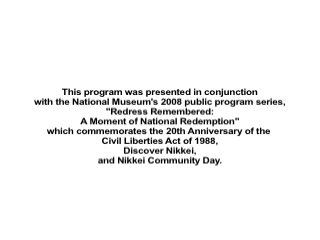 This program was presented in conjunction
with the National Museum's 2008 public program series,
"Redress Remembered:
A Moment of National Redemption"
which commemorates the 20th Anniversary of the
Civil Liberties Act of 1988,
Discover Nikkei,
and Nikkei Community Day.